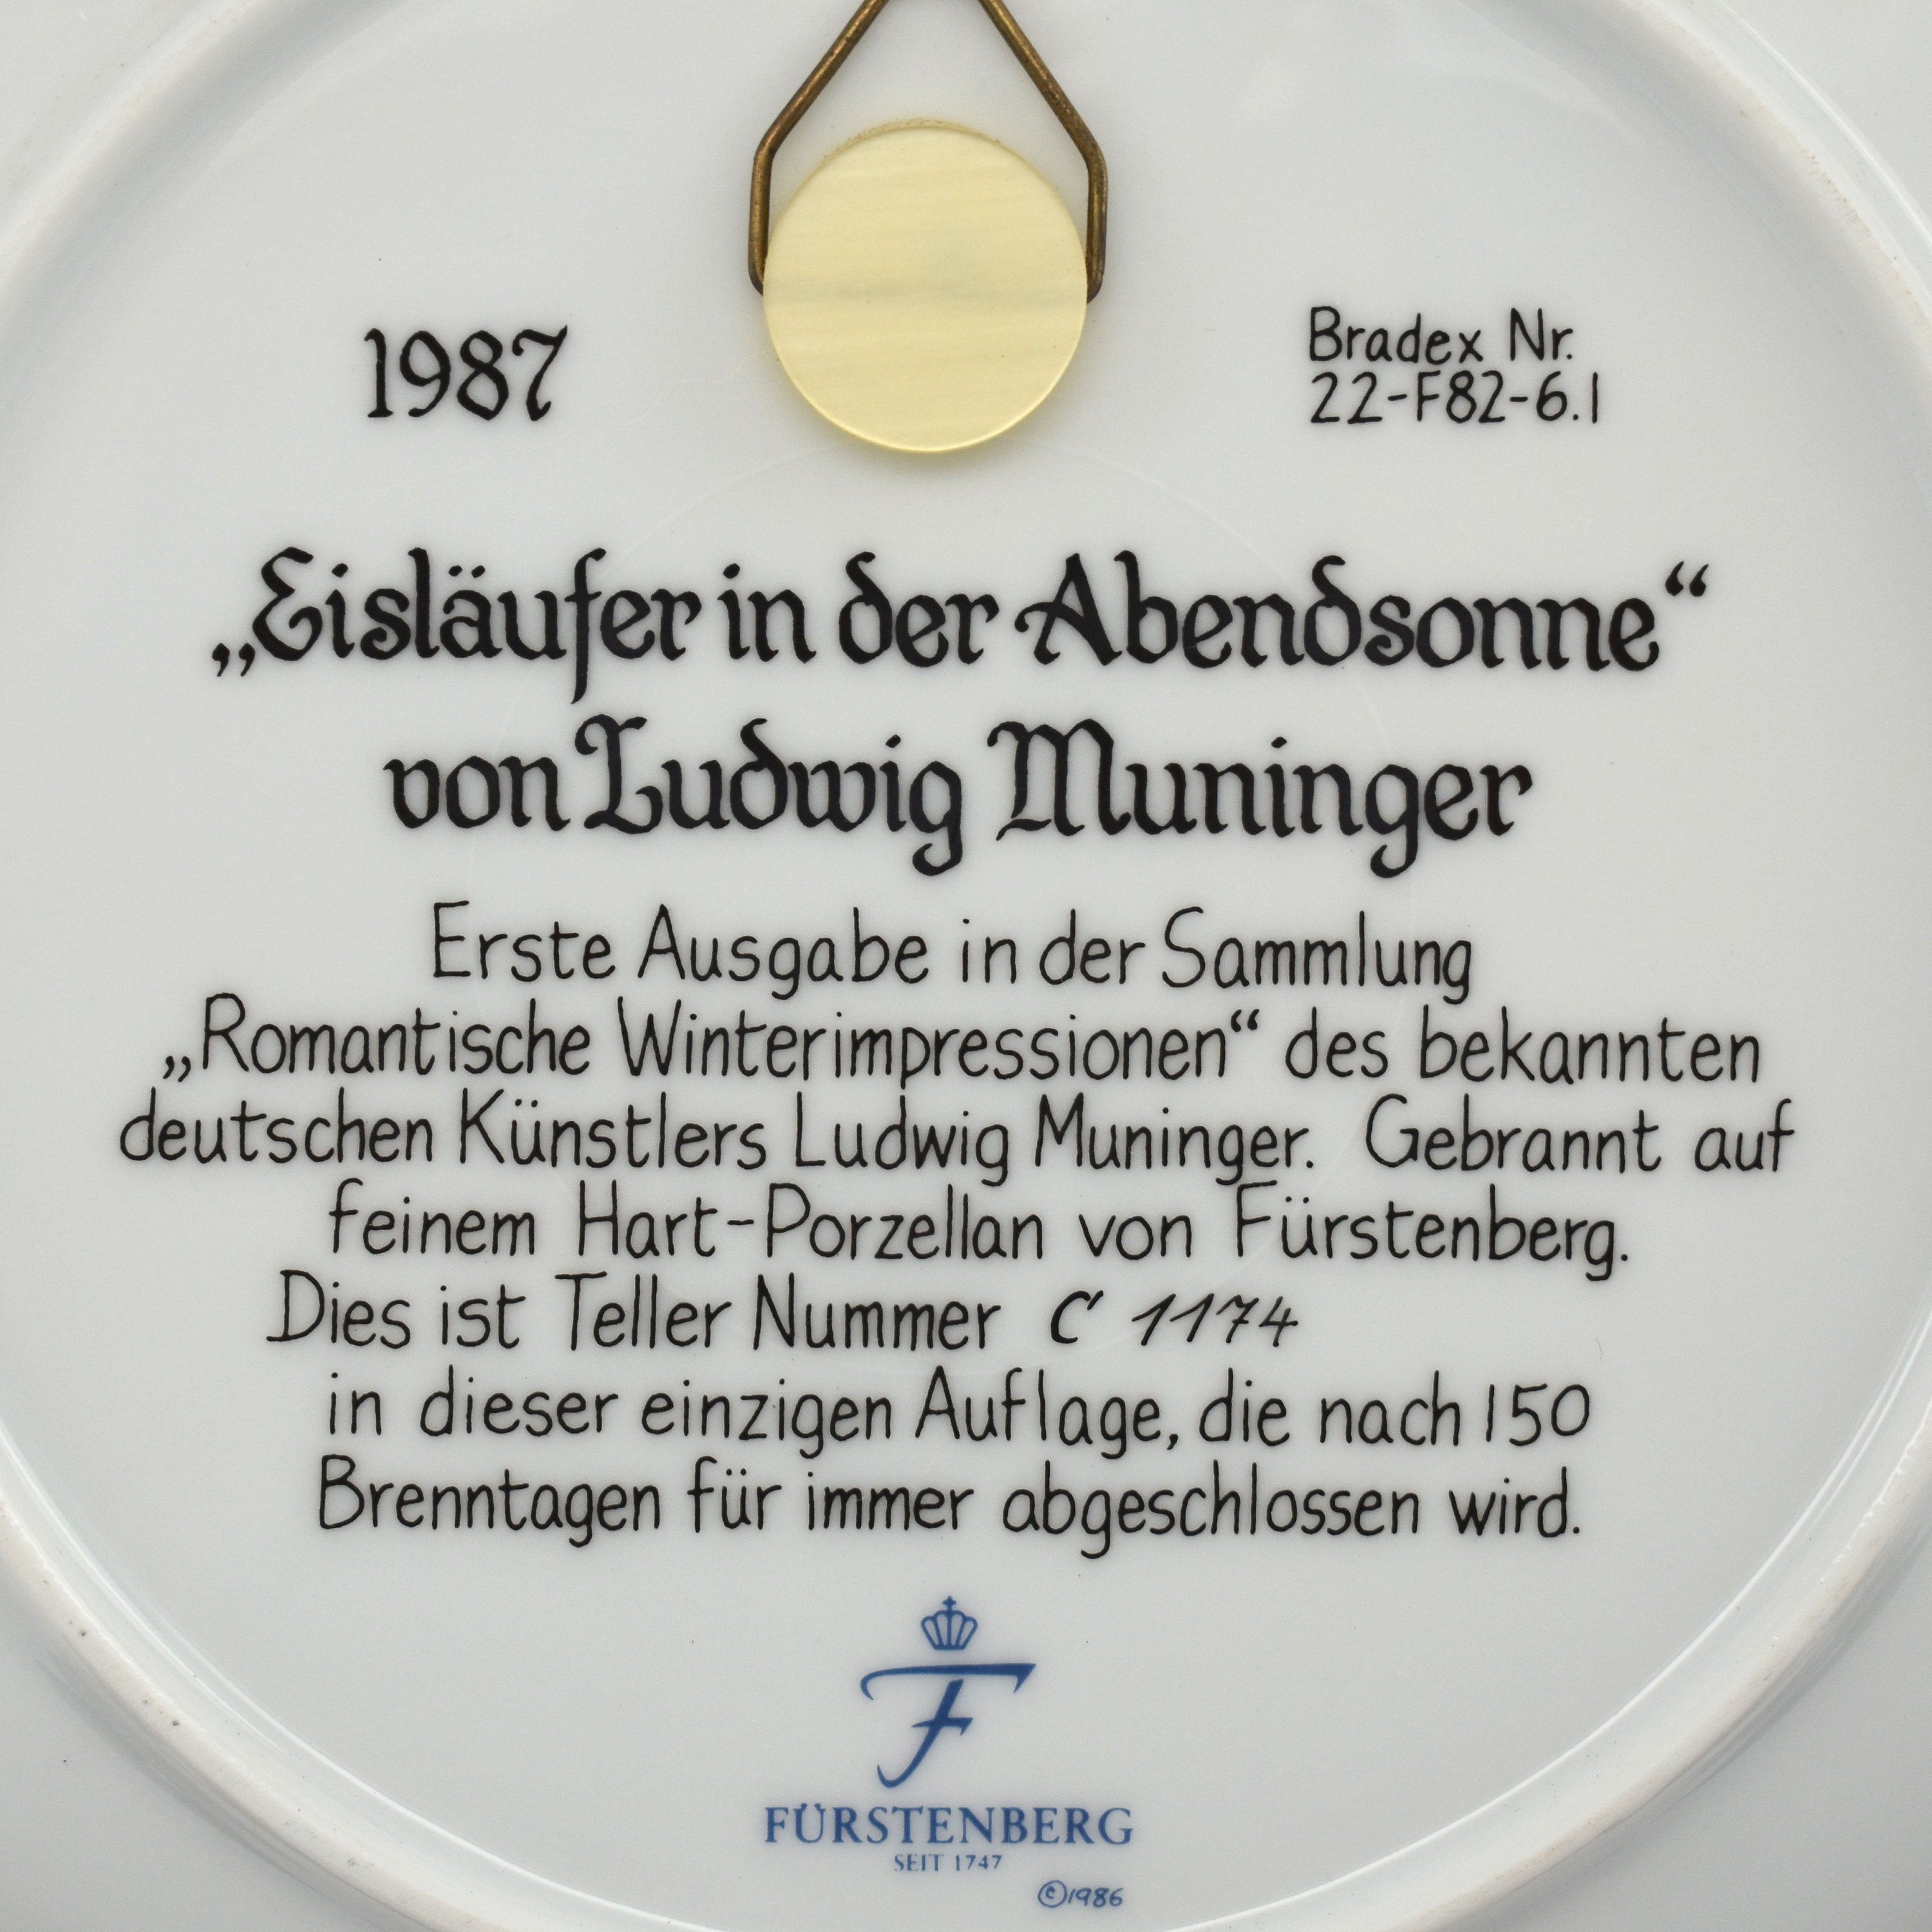 1987
Bradex Nr.
22-F82-6.1
„Eisläufer in der Abendsonne“
von Ludwig Muninger
Erste Ausgabe in der Sammlung
„Romantische Winterimpressionen“ des bekannten
deutschen Künstlers Ludwig Muninger. Gebrannt auf
feinem Hart-Porzellan von Fürstenberg.
Dies ist Teller Nummer C 1174
in dieser einzigen Auflage, die nach 150
Brenntagen für immer abgeschlossen wird.
F
FÜRSTENBERG
SEIT 1747
©1986